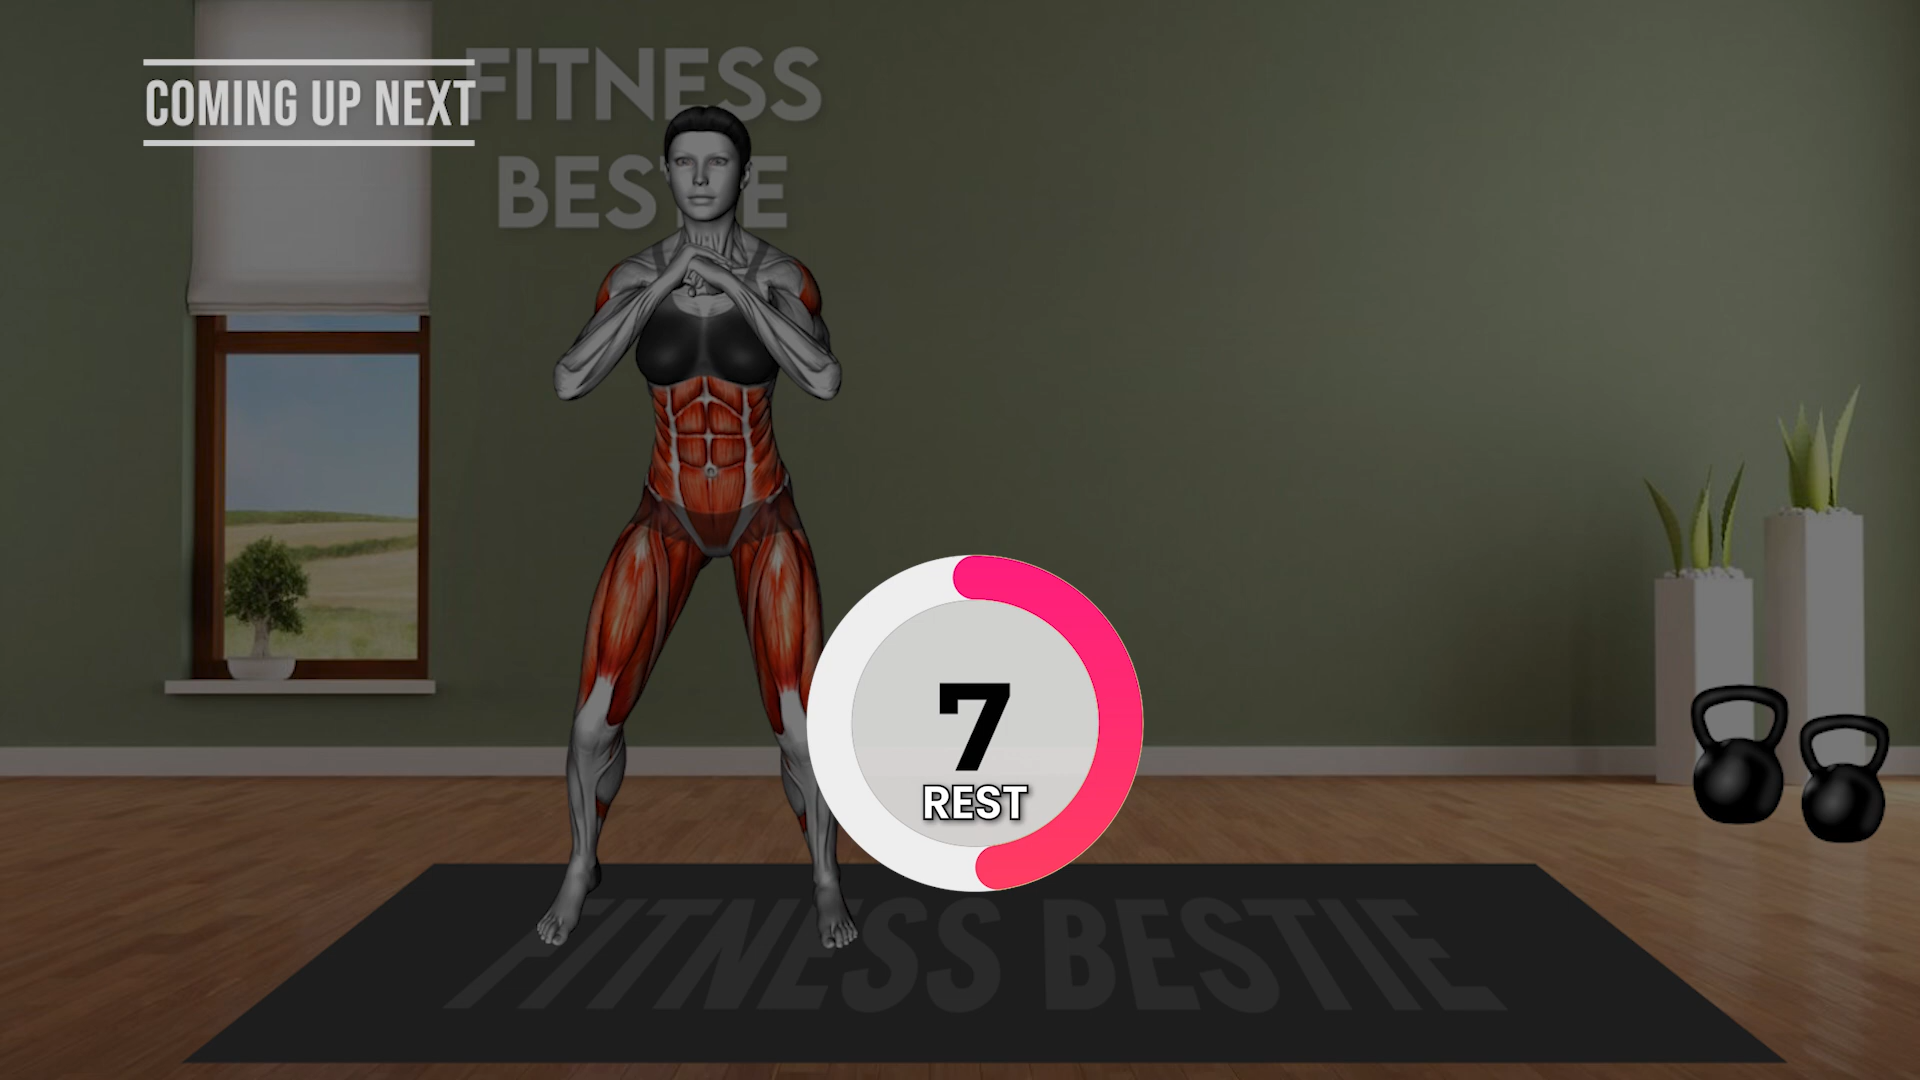 COMING UP NEXT
FITNESS
BESTIE
7
REST
FITNESS BESTIE